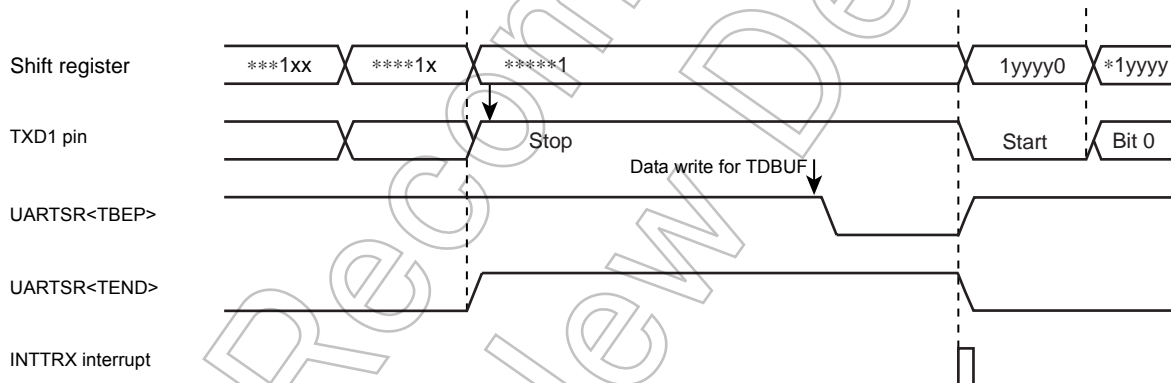 Shift register ***1xx ****1x *****1 1yyyy0 *1yyyy
TXD1 pin Stop Start Bit 0
Data write for TDBUF
UARTSR<TBEP>
UARTSR<TEND>
INTTRX interrupt